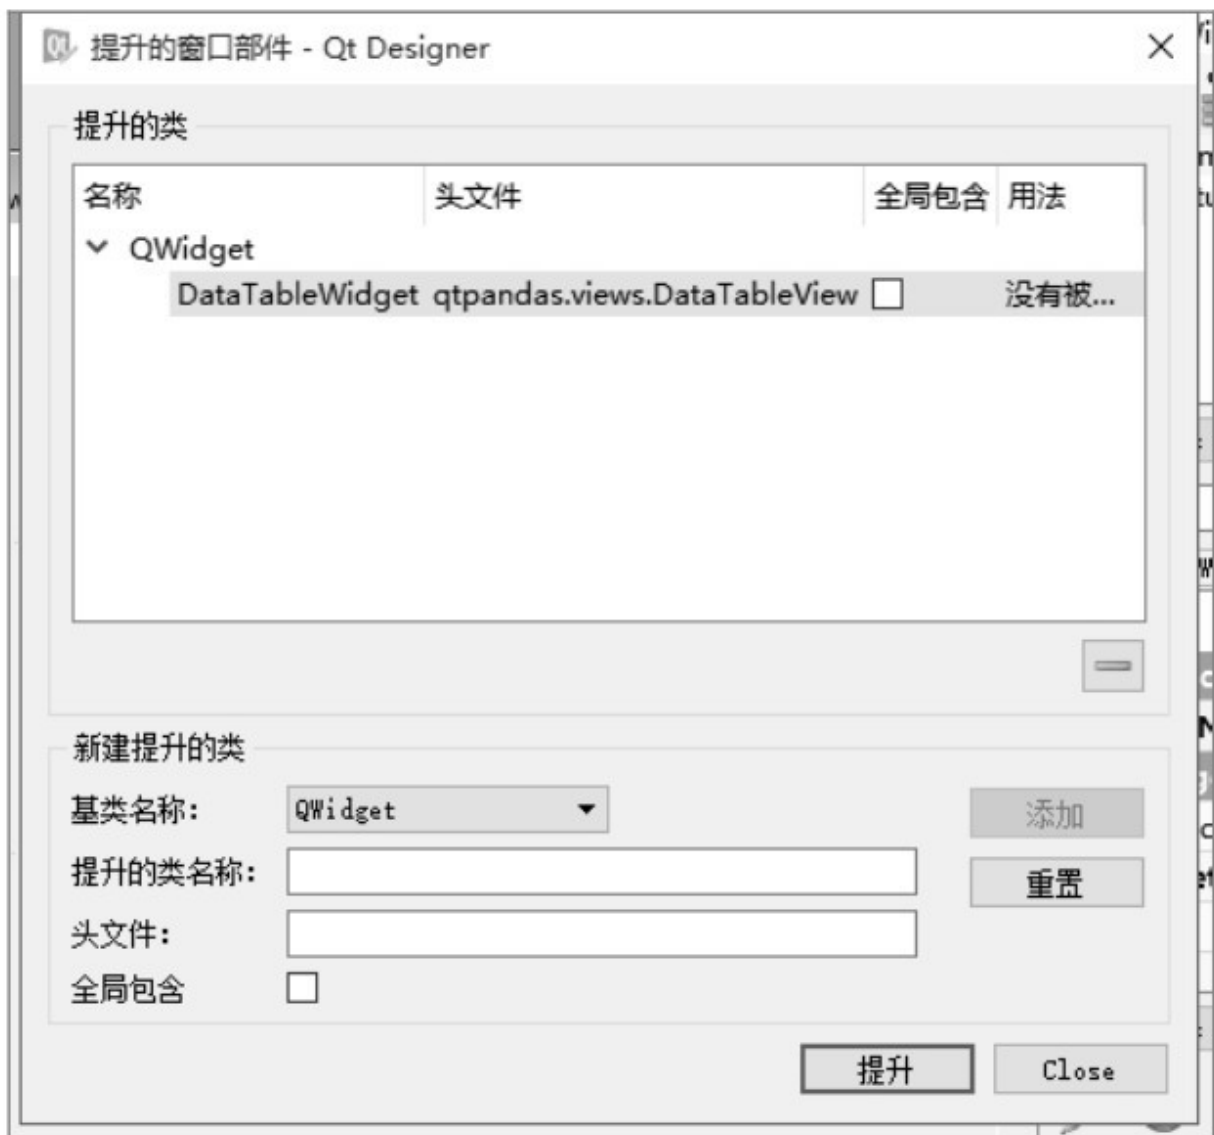 提升的窗口部件 - Qt Designer
提升的类
名称 头文件 全局包含 用法
QWidget
DataTableWidget qtpandas.views.DataTableView 没有被...
新建提升的类
基类名称： QWidget 添加
提升的类名称： 重置
头文件：
全局包含
提升 Close